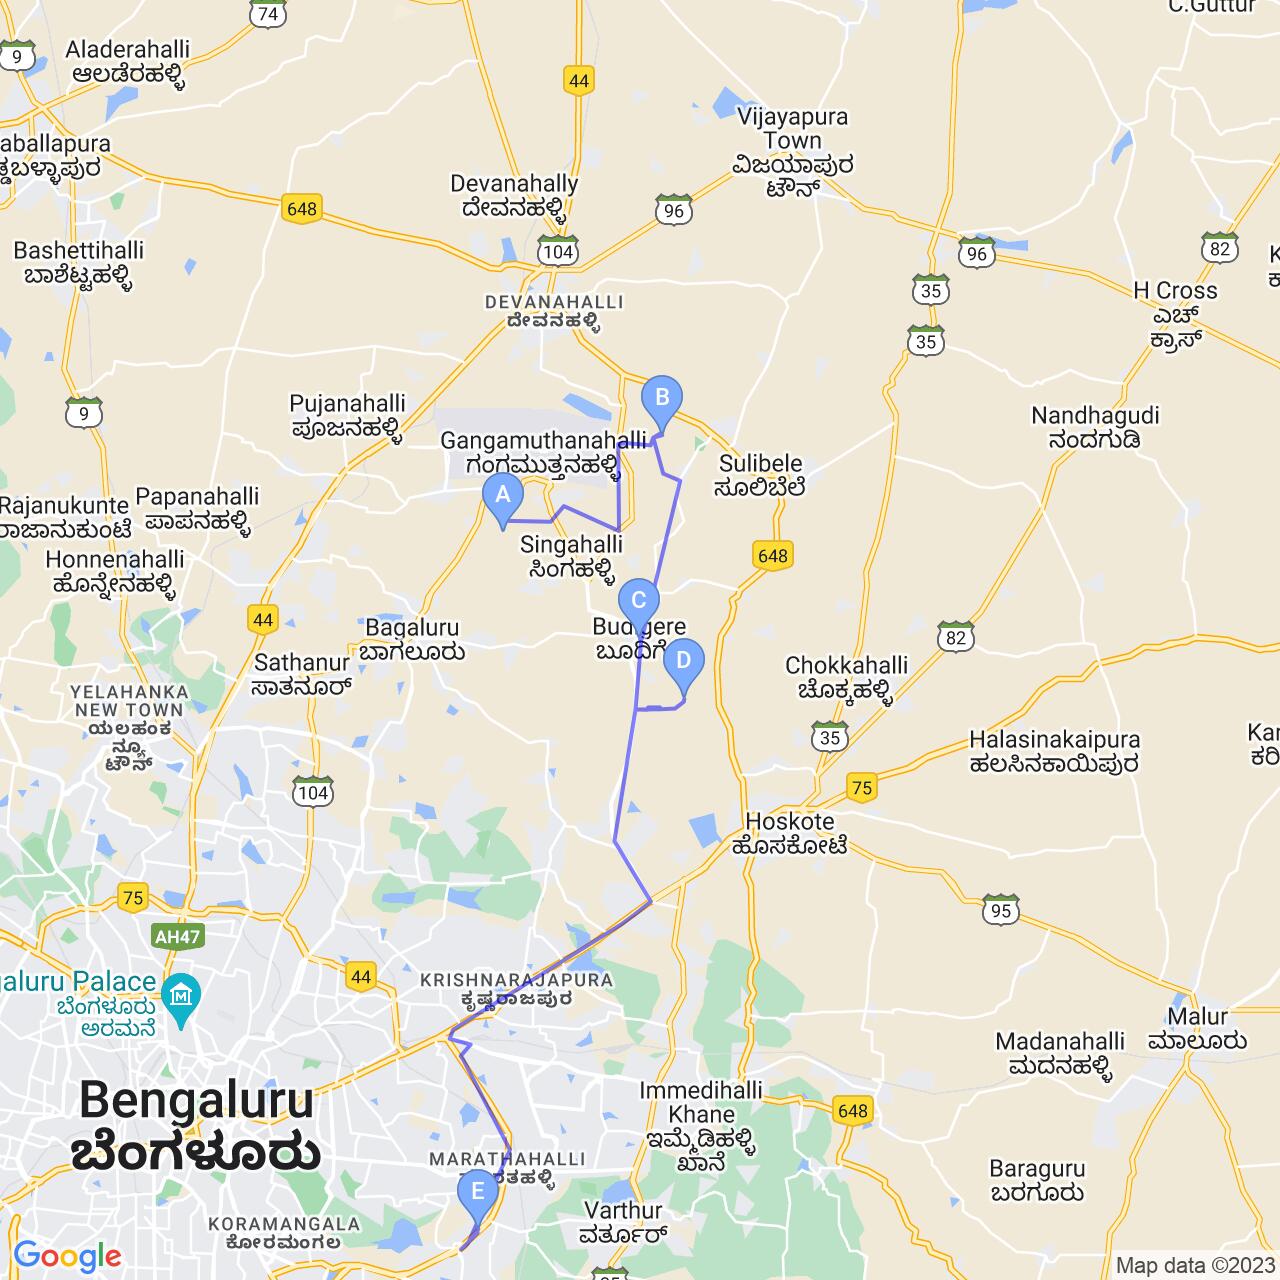 C.Guttur
74
9
Aladerahalli
ಆಲಡೆರಹಳ್ಳಿ
44
Vijayapura
Town
ವಿಜಯಾಪುರ
ಟೌನ್
aballapura
ಡ್ಡಬಳ್ಳಾಪುರ
Devanahally
ದೇವನಹಳ್ಳಿ
648
96
104
Bashettihalli
ಬಾಶೆಟ್ಟಹಳ್ಳಿ
96
82
35
H Cross
ಎಚ್
ಕ್ರಾಸ್
DEVANAHALLI
ದೇವನಹಳ್ಳಿ
35
9
Pujanahalli
ಪೂಜನಹಳ್ಳಿ
B
Nandhagudi
ನಂದಗುಡಿ
Gangamuthanahalli
ಗಂಗಮುತ್ತನಹಳ್ಳಿ
Sulibele
ಸೂಲಿಬೆಲೆ
A
Rajanukunte
ರಾಜಾನುಕುಂಟೆ
Papanahalli
ಪಾಪನಹಳ್ಳಿ
Honnenahalli
ಹೊನ್ನೇನಹಳ್ಳಿ
Singahalli
ಸಿಂಗಹಳ್ಳಿ
648
C
44
Bagaluru
ಬಾಗಲೂರು
Budigere
ಬೂದಿಗೆ
82
D
Sathanur
ಸಾತನೂರ್
Chokkahalli
ಚೊಕ್ಕಹಳ್ಳಿ
YELAHANKA
NEW TOWN
ಯಲಹಂಕ
ನ್ಯೂ
ಟೌನ್
35
Halasinakaipura
ಹಲಸಿನಕಾಯಿಪುರ
Kar
ಕರಿ
104
75
Hoskote
ಹೊಸಕೋಟೆ
75
95
AH47
44
KRISHNARAJAPURA
ಕೃಷ್ಣರಾಜಪುರ
galuru Palace
ಬೆಂಗಳೂರು
ಅರಮನೆ
Malur
ಮಾಲೂರು
Madanahalli
ಮದನಹಳ್ಳಿ
Bengaluru
ಬೆಂಗಳೂರು
Immedihalli
Khane
ಇಮ್ಮೆಡಿಹಳ್ಳಿ
ಖಾನೆ
648
MARATHAHALLI
Baraguru
ಬರಗೂರು
E
Varthur
ವರ್ತೂರ್
KORAMANGALA
ಕೋರಮಂಗಲ
Google
Map data ©2023